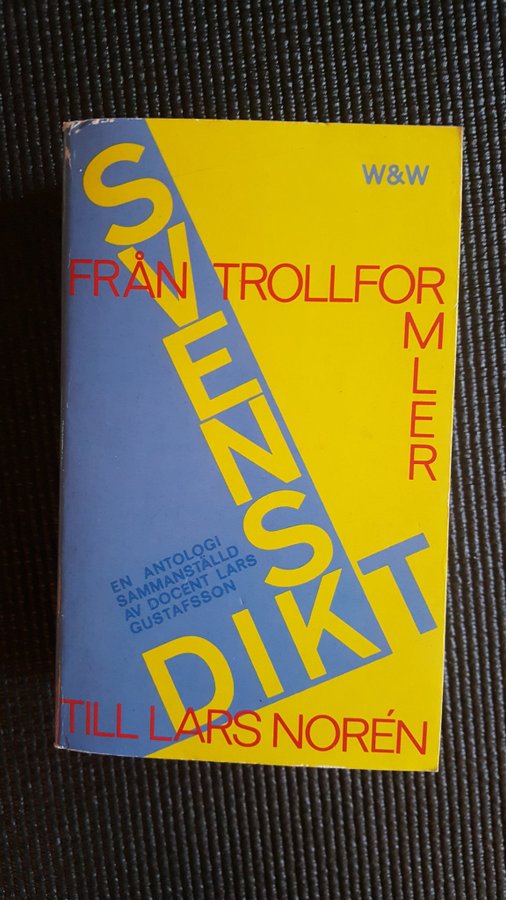 W&W
SVENSK
DIKT
FRÅN TROLLFOR
MLER
TILL LARS NORÉN
EN ANTOLOGI
SAMMANSTÄLLD
AV DOCENT LARS
GUSTAFSSON